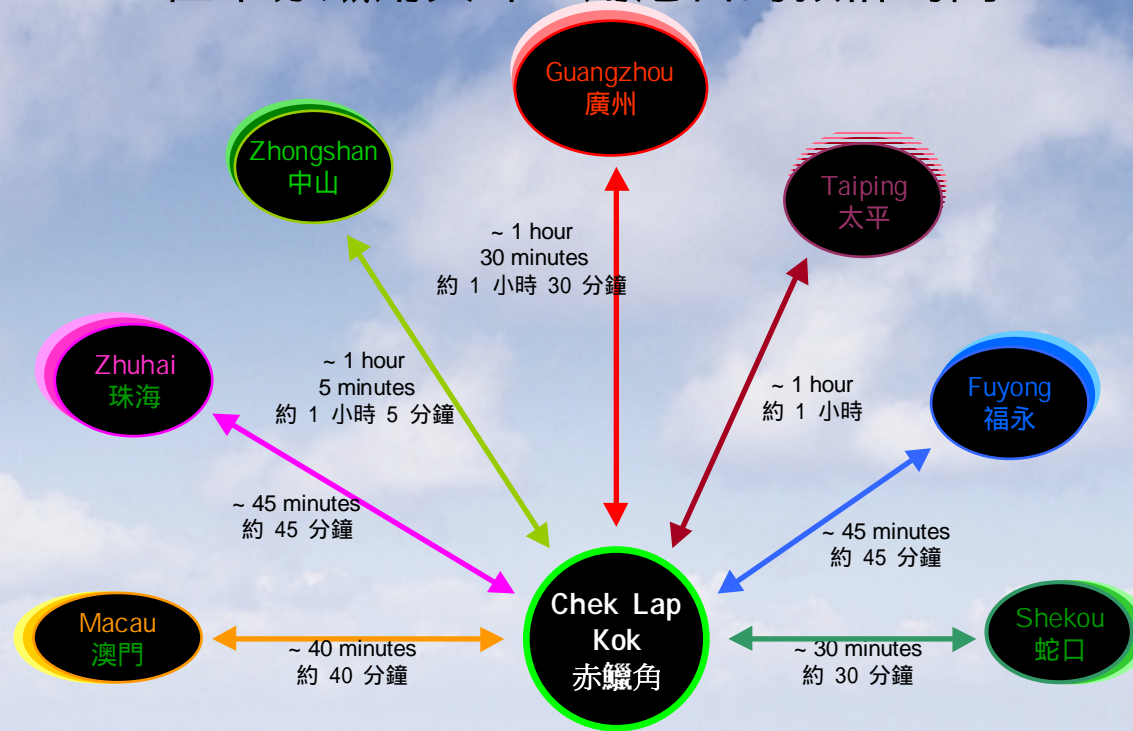 Guangzhou
廣州
Zhongshan
中山
Taiping
太平
~ 1 hour
30 minutes
約 1 小時 30 分鐘
Zhuhai
珠海
~ 1 hour
5 minutes
約 1 小時 5 分鐘
~ 1 hour
約 1 小時
Fuyong
福永
~ 45 minutes
約 45 分鐘
~ 45 minutes
約 45 分鐘
Macau
澳門
~ 40 minutes
約 40 分鐘
Chek Lap
Kok
赤鱲角
~ 30 minutes
約 30 分鐘
Shekou
蛇口